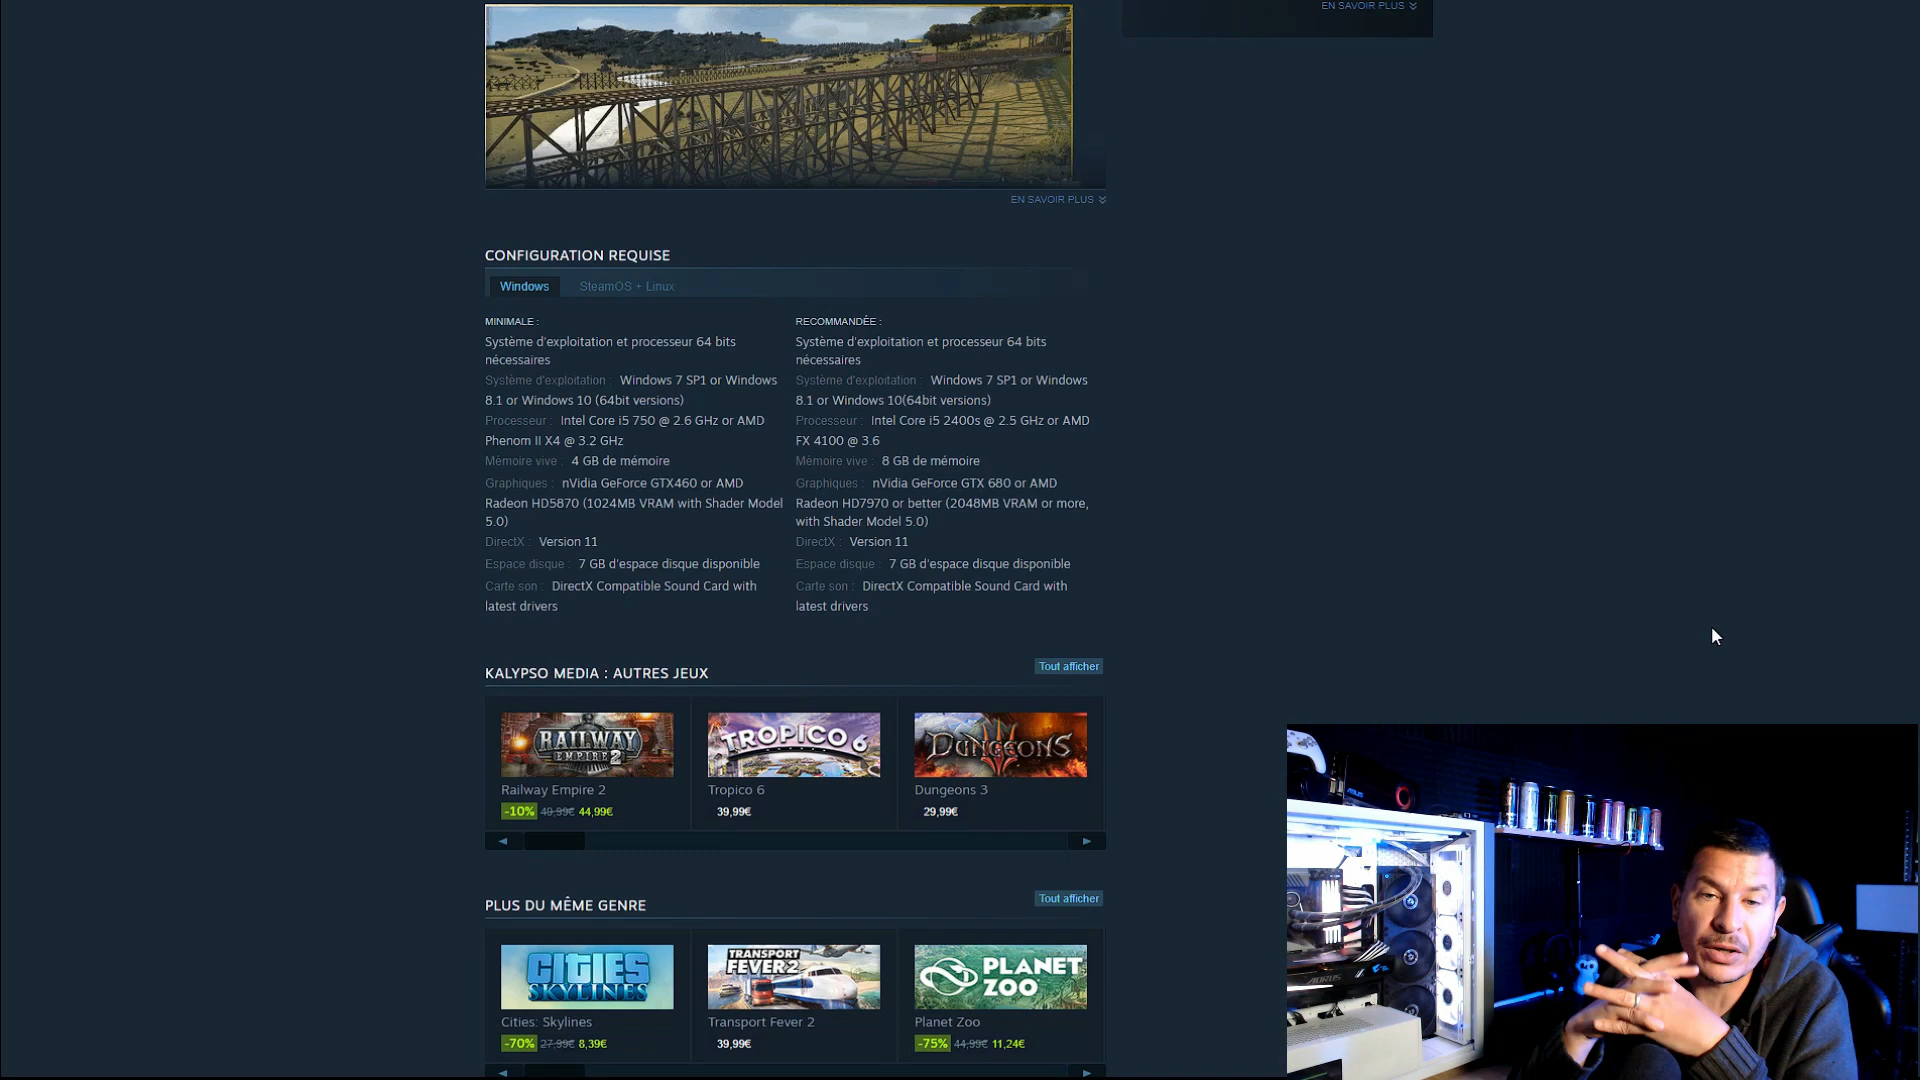 EN SAVOIR PLUS
EN SAVOIR PLUS
CONFIGURATION REQUISE
Windows
SteamOS + Linux
MINIMALE :
Système d'exploitation et processeur 64 bits
nécessaires
Système d'exploitation : Windows 7 SP1 or Windows
8.1 or Windows 10 (64bit versions)
Processeur : Intel Core i5 750 @ 2.6 GHz or AMD
Phenom II X4 @ 3.2 GHz
Mémoire vive : 4 GB de mémoire
Graphiques : nVidia GeForce GTX460 or AMD
Radeon HD5870 (1024MB VRAM with Shader Model
5.0)
DirectX : Version 11
Espace disque : 7 GB d'espace disque disponible
Carte son : DirectX Compatible Sound Card with
latest drivers
RECOMMANDÉE :
Système d'exploitation et processeur 64 bits
nécessaires
Système d'exploitation : Windows 7 SP1 or Windows
8.1 or Windows 10(64bit versions)
Processeur : Intel Core i5 2400s @ 2.5 GHz or AMD
FX 4100 @ 3.6
Mémoire vive : 8 GB de mémoire
Graphiques : nVidia GeForce GTX 680 or AMD
Radeon HD7970 or better (2048MB VRAM or more,
with Shader Model 5.0)
DirectX : Version 11
Espace disque : 7 GB d'espace disque disponible
Carte son : DirectX Compatible Sound Card with
latest drivers
KALYPSO MEDIA : AUTRES JEUX
Tout afficher
RAILWAY
EMPIRE 2
Railway Empire 2
-10% 49,99€ 44,99€
TROPICO 6
Tropico 6
39,99€
DUNGEONS
Dungeons 3
29,99€
PLUS DU MÊME GENRE
Tout afficher
CITIES
SKYLINES
Cities: Skylines
-70% 27,99€ 8,39€
TRANSPORT
FEVER 2
Transport Fever 2
39,99€
PLANET
ZOO
Planet Zoo
-75% 44,99€ 11,24€
AORUS